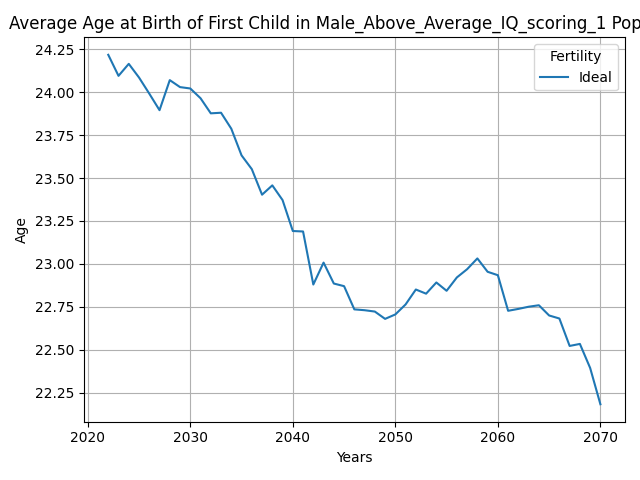 Average Age at Birth of First Child in Male_Above_Average_IQ_scoring_1 Pop
24.25
24.00
23.75
23.50
23.25
23.00
22.75
22.50
22.25
Age
Fertility
Ideal
2020 2030 2040 2050 2060 2070
Years